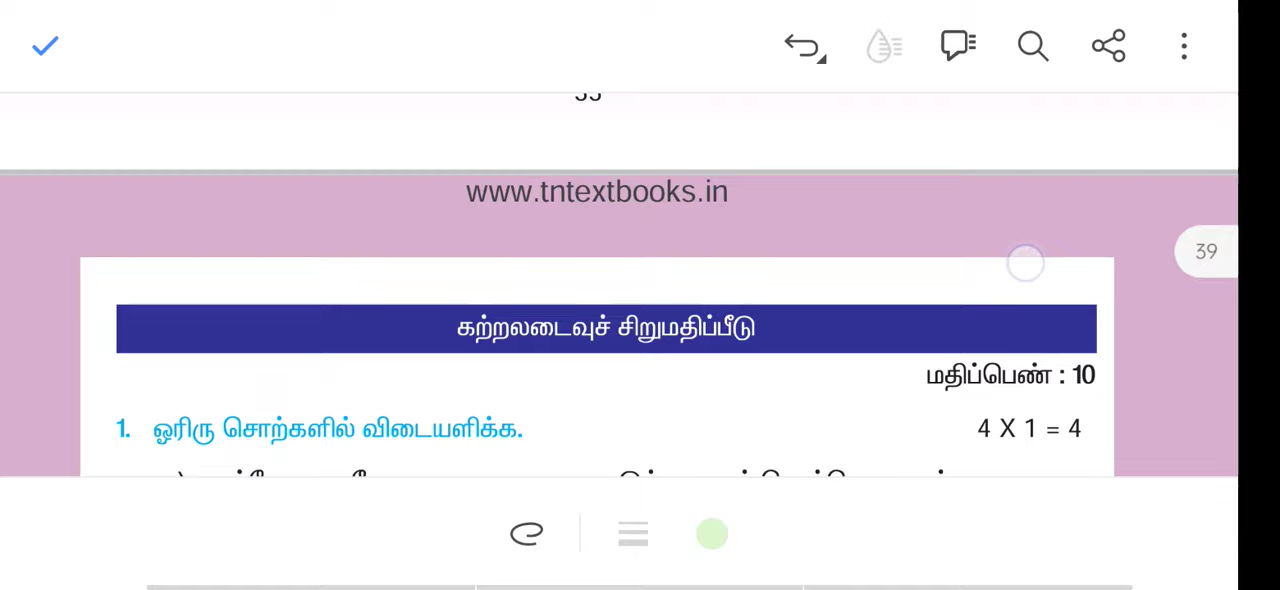 www.tntextbooks.in
39
கற்றலடைவுச் சிறுமதிப்பீடு
மதிப்பெண் : 10
1. ஓரிரு சொற்களில் விடையளிக்க. 4 X 1 = 4